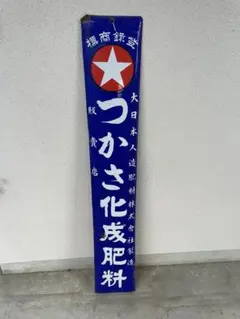 登録商標
大日本人造肥料株式會社製造
つかさ化成肥料
販賣店